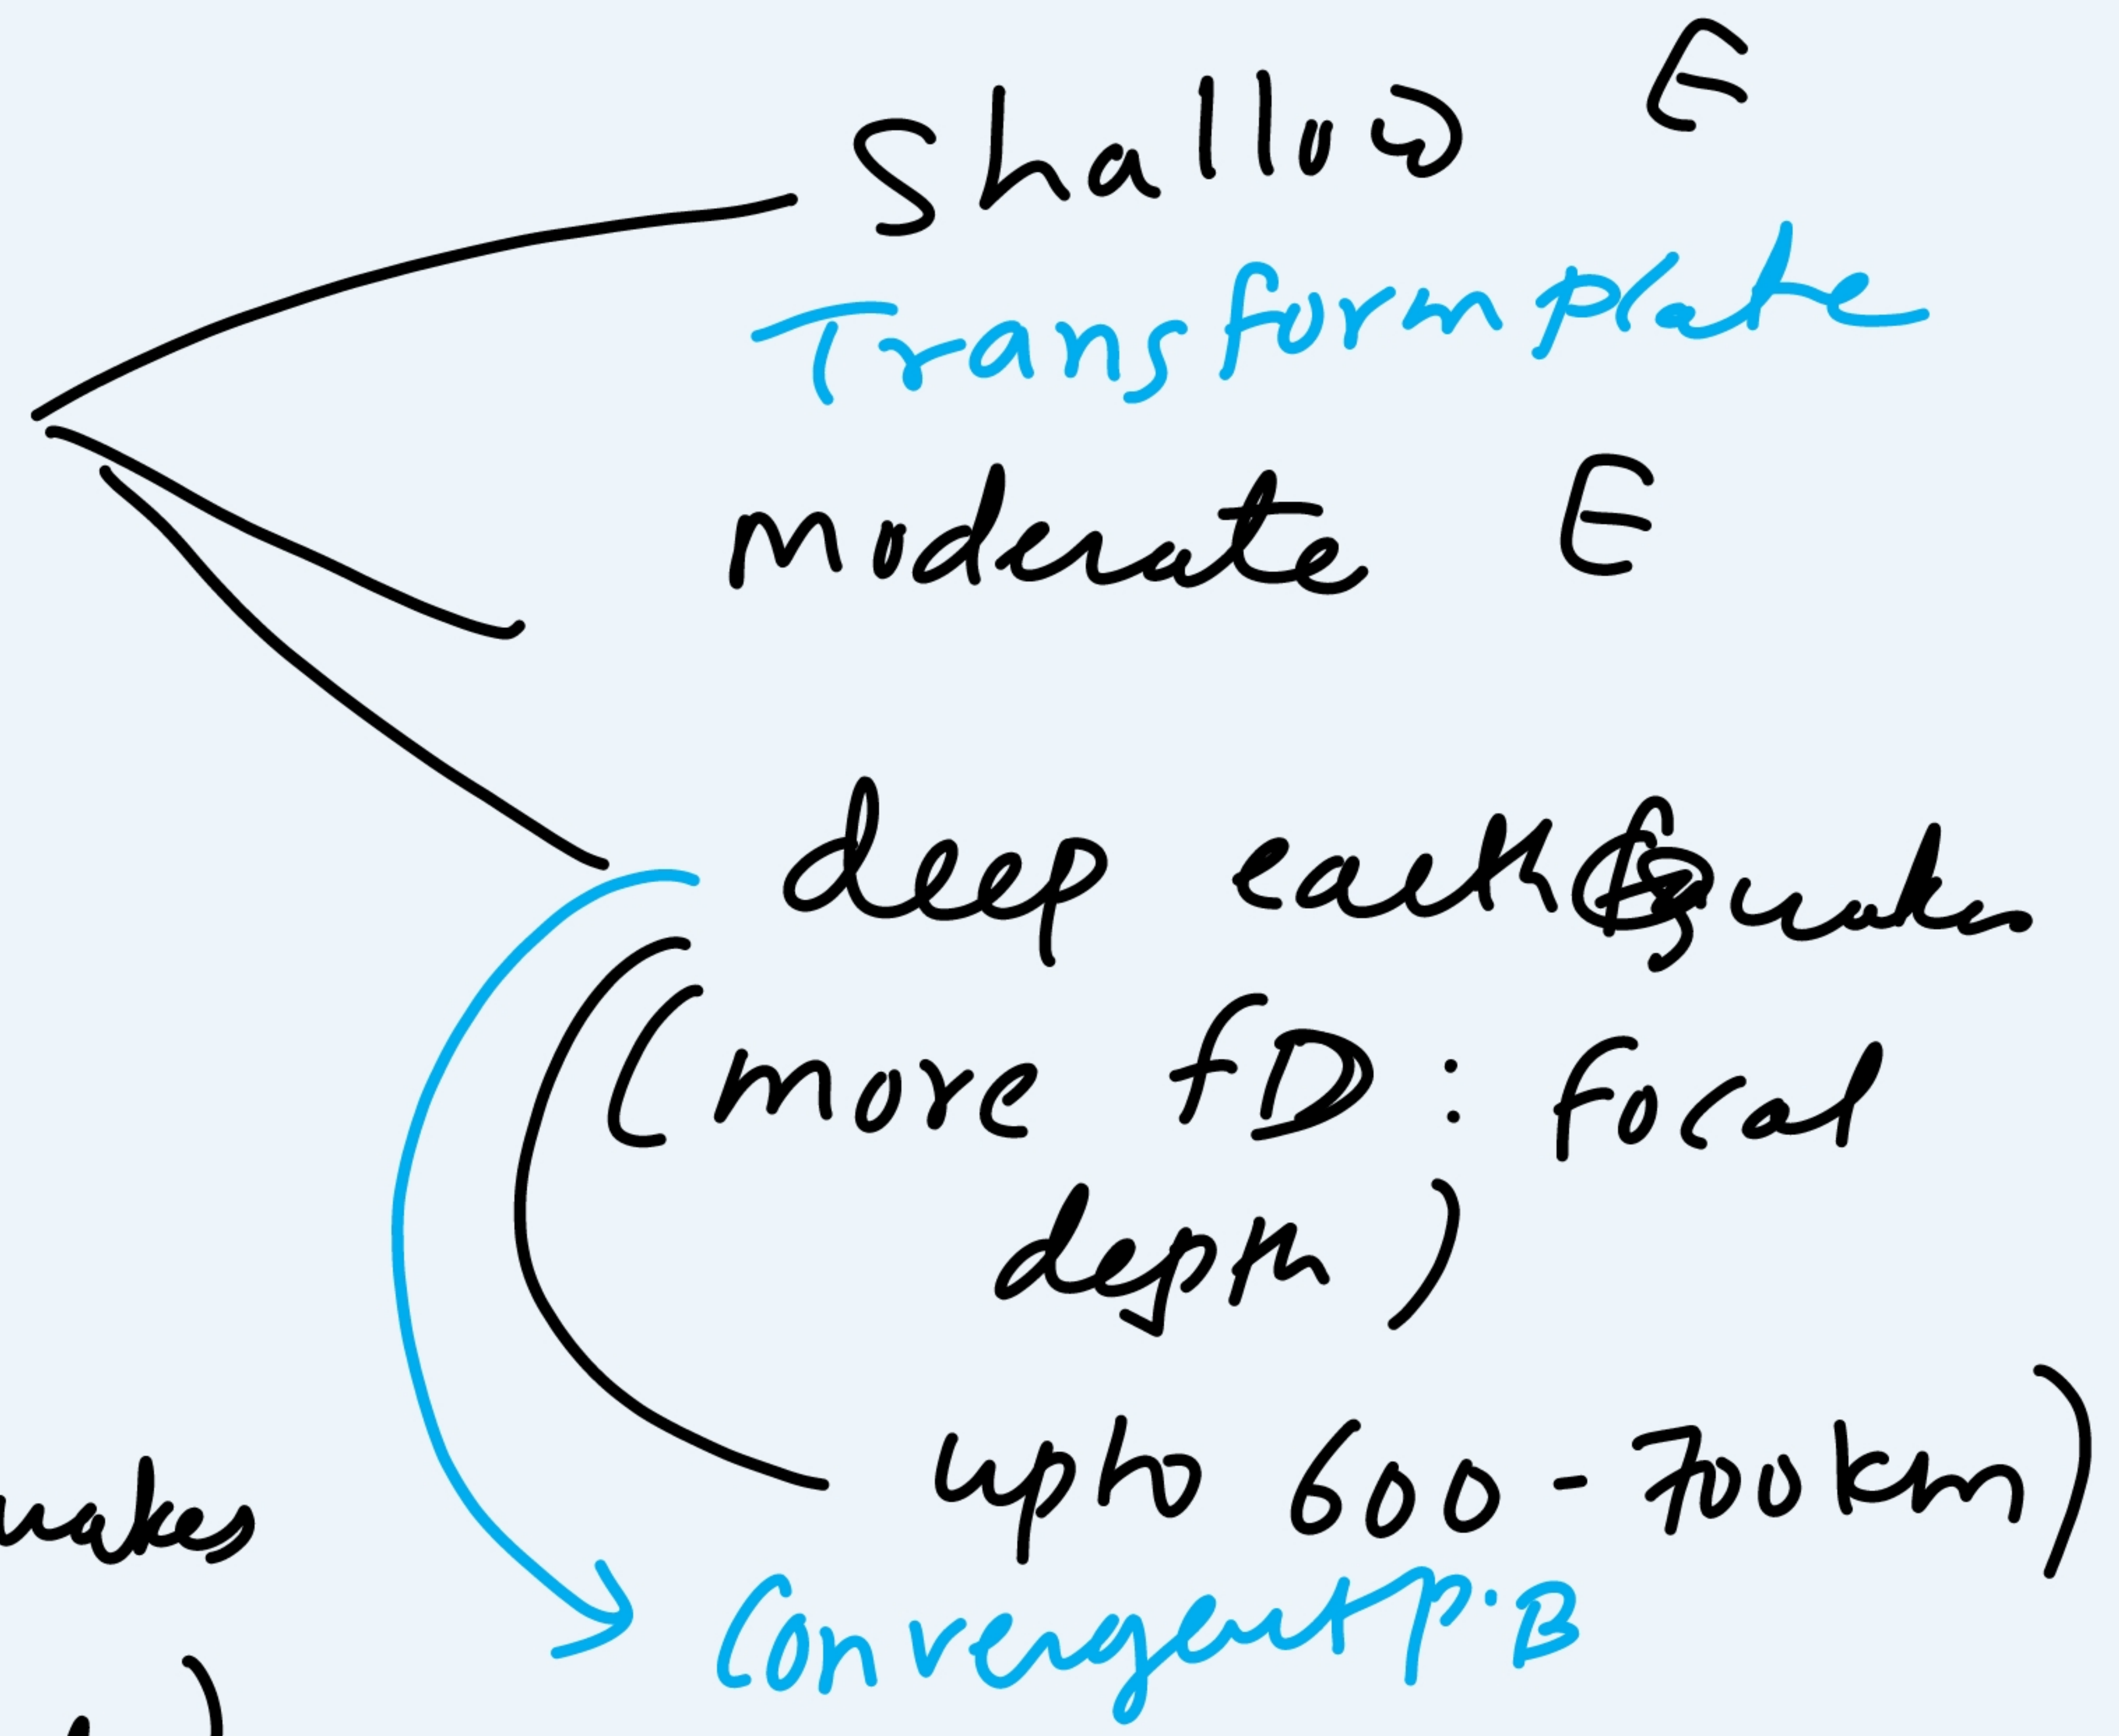 Shallow E
Transform plate
Moderate E
deep earthquakes
(more FD : Focal
depth)
upto 600 - 700km)
uakes
Convergent P.B
)